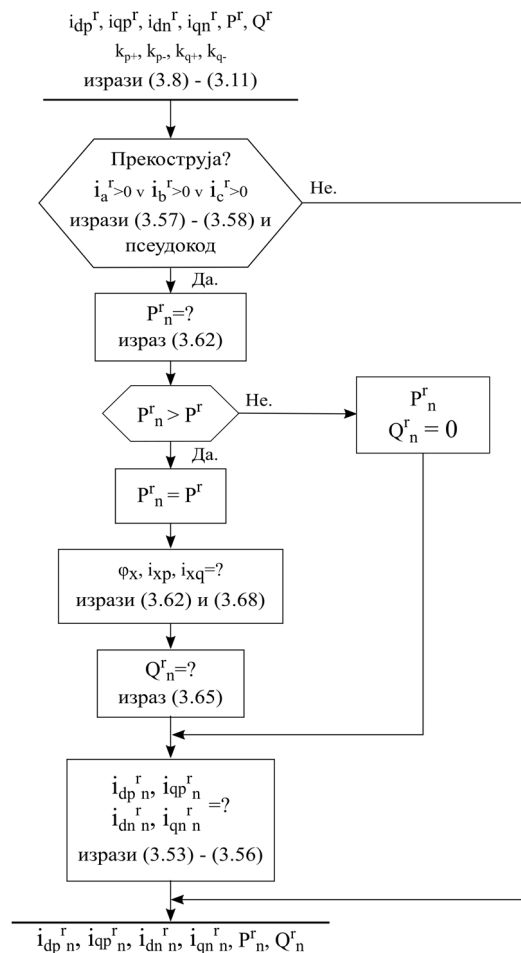 i_dp^r, i_qp^r, i_dn^r, i_qn^r, P^r, Q^r
k_p+, k_p-, k_q+, k_q-
изрази (3.8) - (3.11)
Прекоструја?
i_a^r>0 v i_b^r>0 v i_c^r>0
изрази (3.57) - (3.58) и
псеудокод
Не.
Да.
P^r_n=?
израз (3.62)
P^r_n > P^r
Не.
P^r_n
Q^r_n = 0
Да.
P^r_n = P^r
φ_x, i_xp, i_xq=?
изрази (3.62) и (3.68)
Q^r_n=?
израз (3.65)
i_dp^r_n, i_qp^r_n
i_dn^r_n, i_qn^r_n
=?
изрази (3.53) - (3.56)
i_dp^r_n, i_qp^r_n, i_dn^r_n, i_qn^r_n, P^r_n, Q^r_n